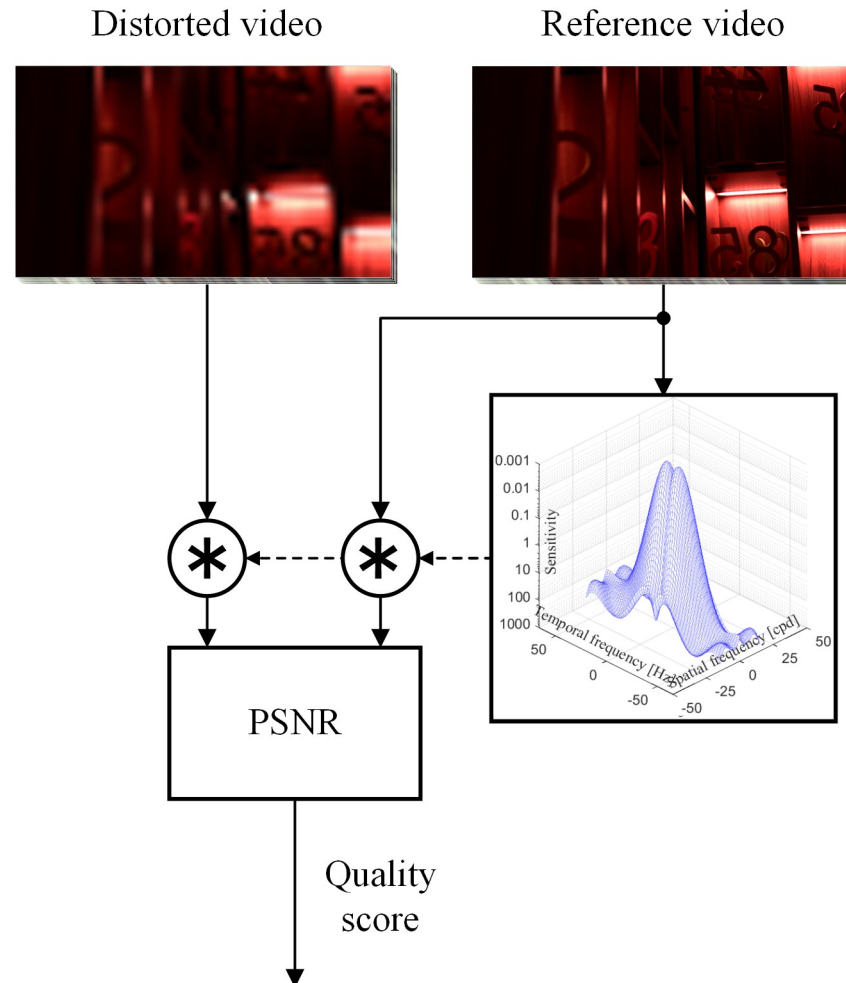 Distorted video
Reference video
0.001
0.01
0.1
1
10
100
1000
Sensitivity
Temporal frequency [Hz]
Spatial frequency [cpd]
50
0
-50
-50
-25
0
25
50
*
*
PSNR
Quality
score